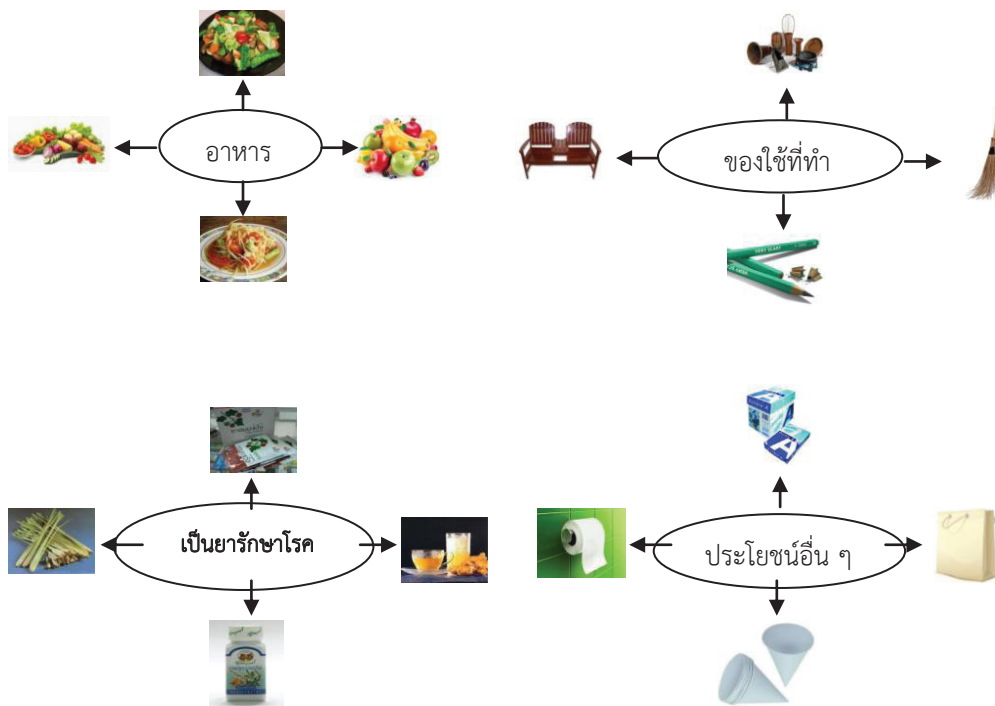 อาหาร
ของใช้ที่ทำ
เป็นยารักษาโรค
A
A
ประโยชน์อื่น ๆ